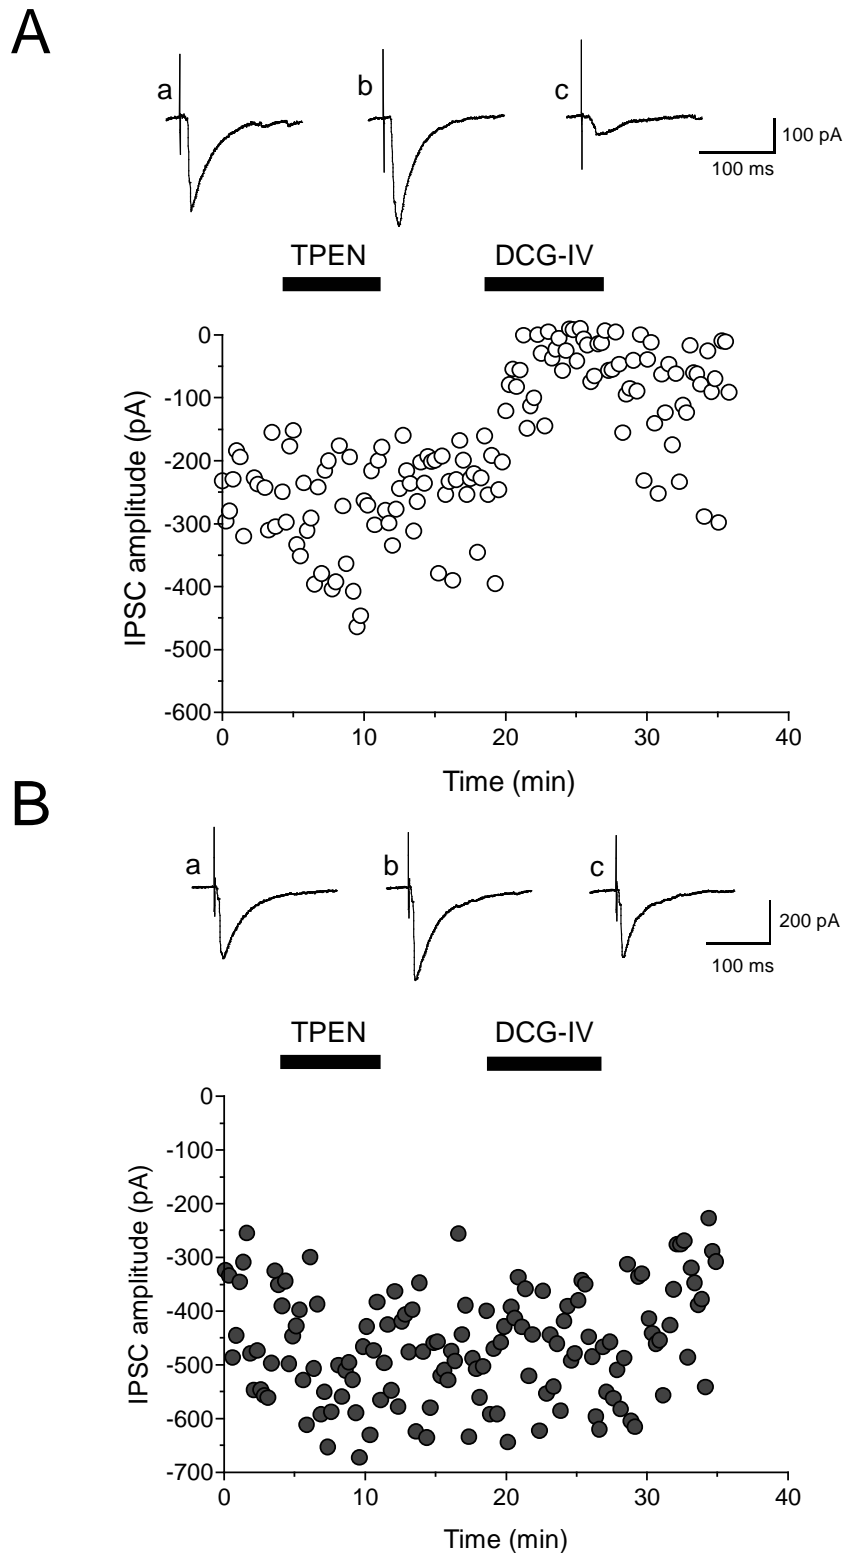 A
a b c
100 pA
100 ms
TPEN DCG-IV
0
-100
-200
-300
-400
-500
-600
IPSC amplitude (pA)
0 10 20 30 40
Time (min)
B
a b c
200 pA
100 ms
TPEN DCG-IV
0
-100
-200
-300
-400
-500
-600
-700
IPSC amplitude (pA)
0 10 20 30 40
Time (min)